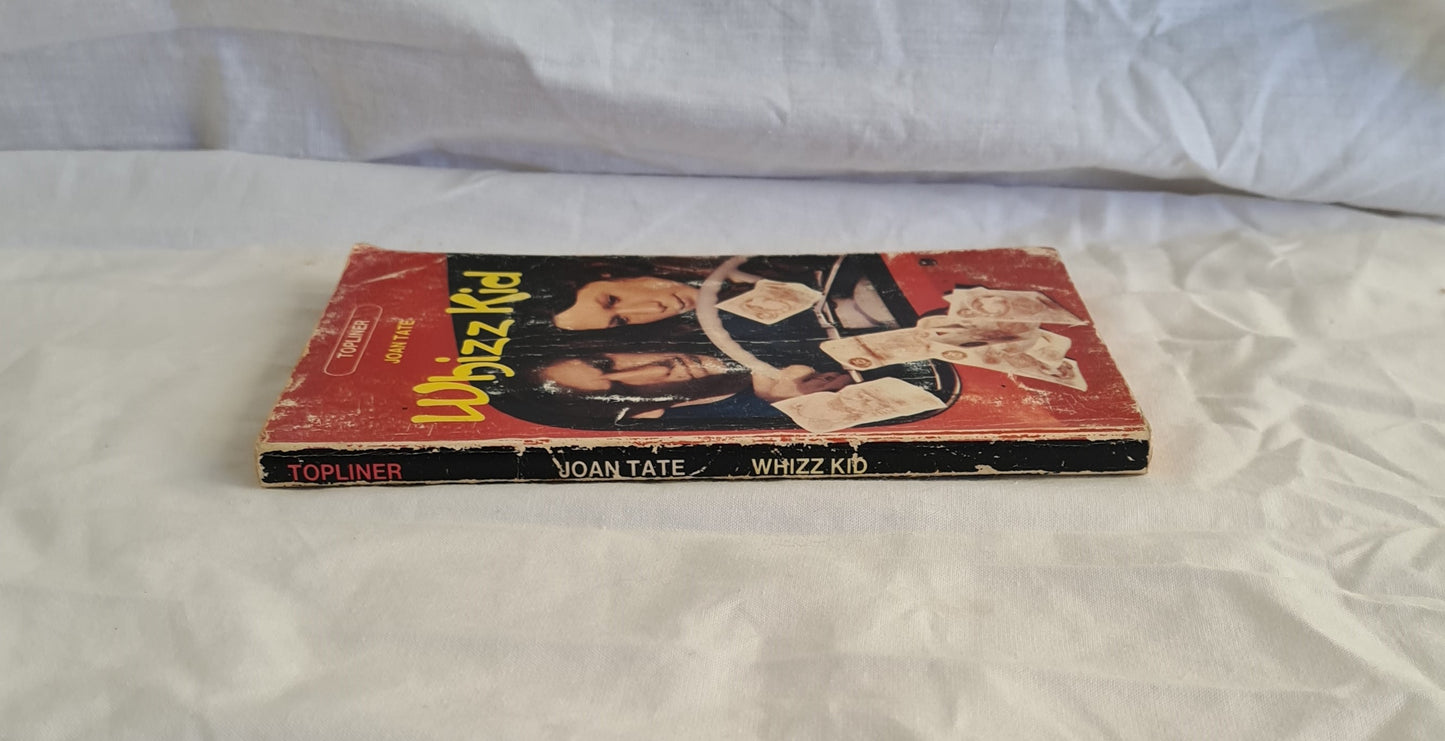 TOPLINER
JOAN TATE
Whizz Kid
TOPLINER JOAN TATE WHIZZ KID